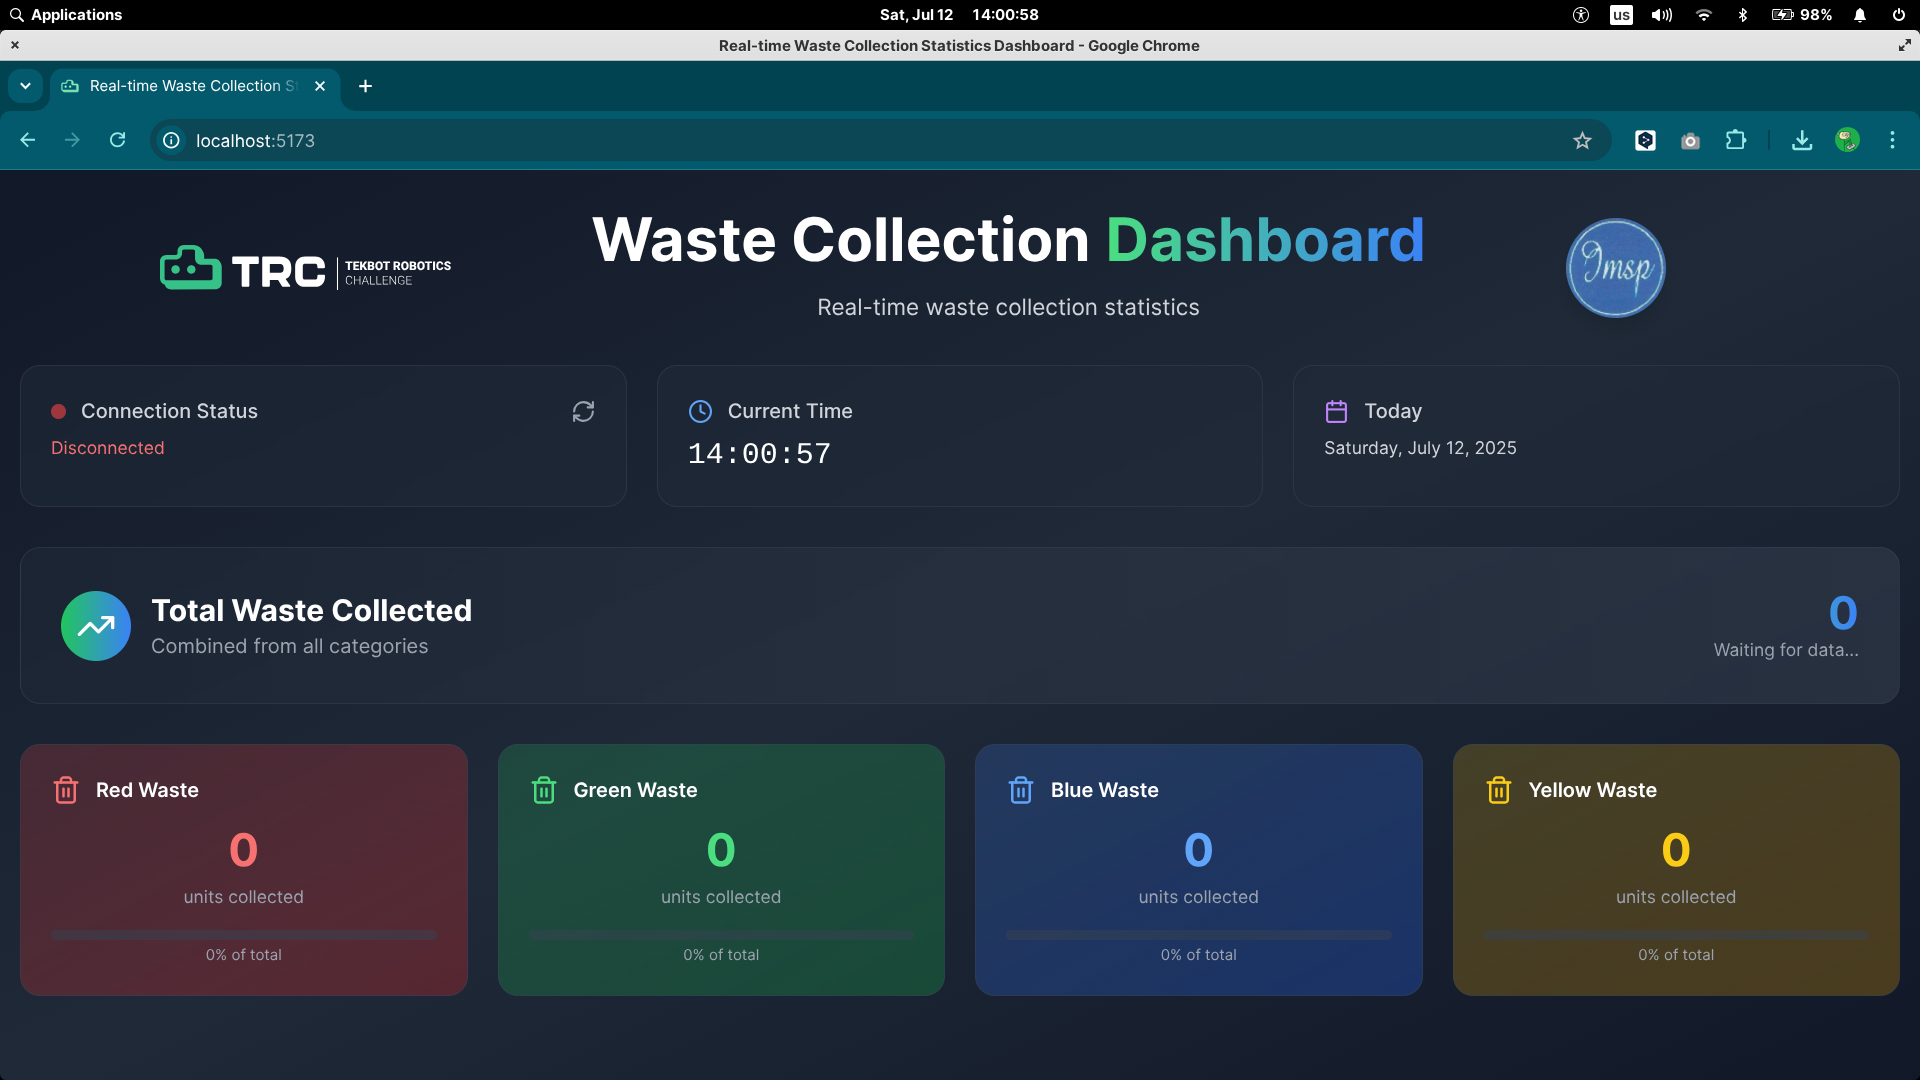 Applications
Sat, Jul 12 14:00:58
us
98%
Real-time Waste Collection Statistics Dashboard - Google Chrome
Real-time Waste Collection St
localhost:5173
TRC
TEKBOT ROBOTICS
CHALLENGE
Waste Collection Dashboard
Real-time waste collection statistics
Imsp
Connection Status
Disconnected
Current Time
14:00:57
Today
Saturday, July 12, 2025
Total Waste Collected
Combined from all categories
0
Waiting for data...
Red Waste
0
units collected
0% of total
Green Waste
0
units collected
0% of total
Blue Waste
0
units collected
0% of total
Yellow Waste
0
units collected
0% of total